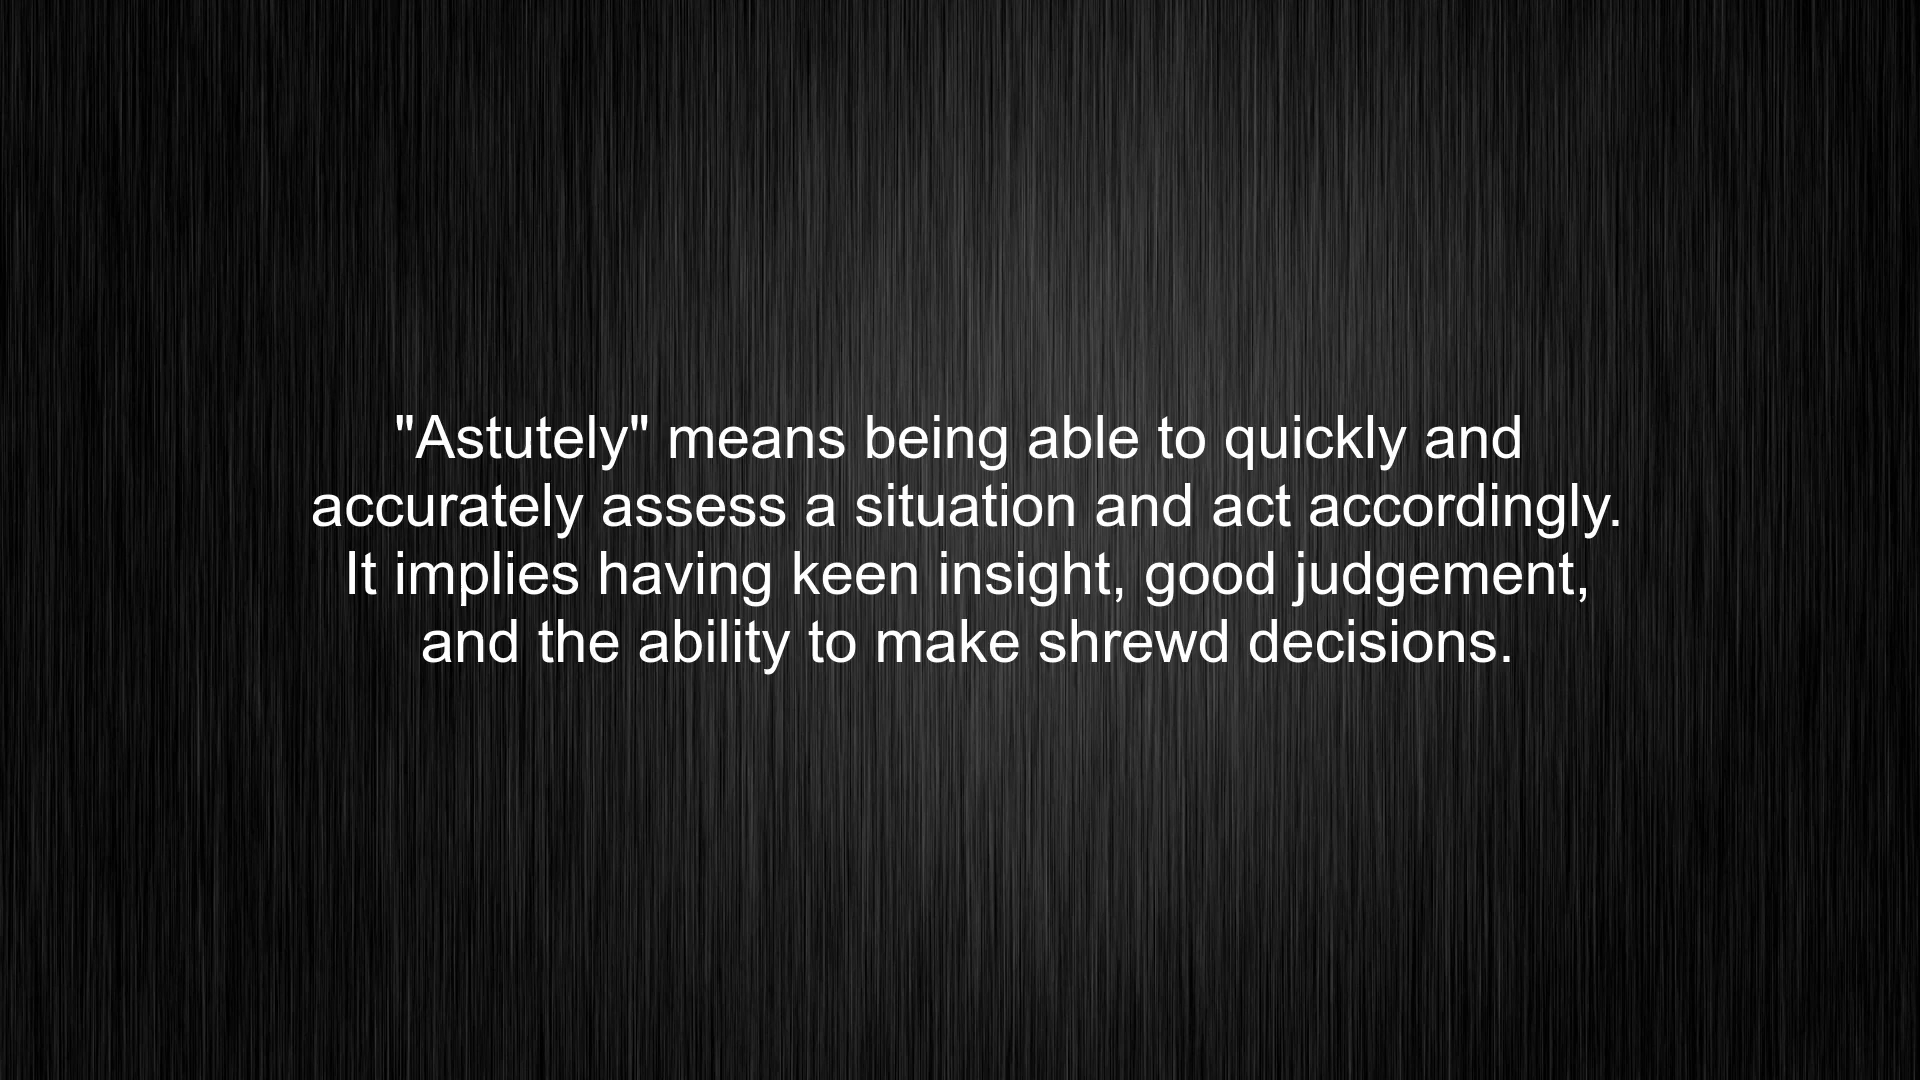 "Astutely" means being able to quickly and
accurately assess a situation and act accordingly.
It implies having keen insight, good judgement,
and the ability to make shrewd decisions.